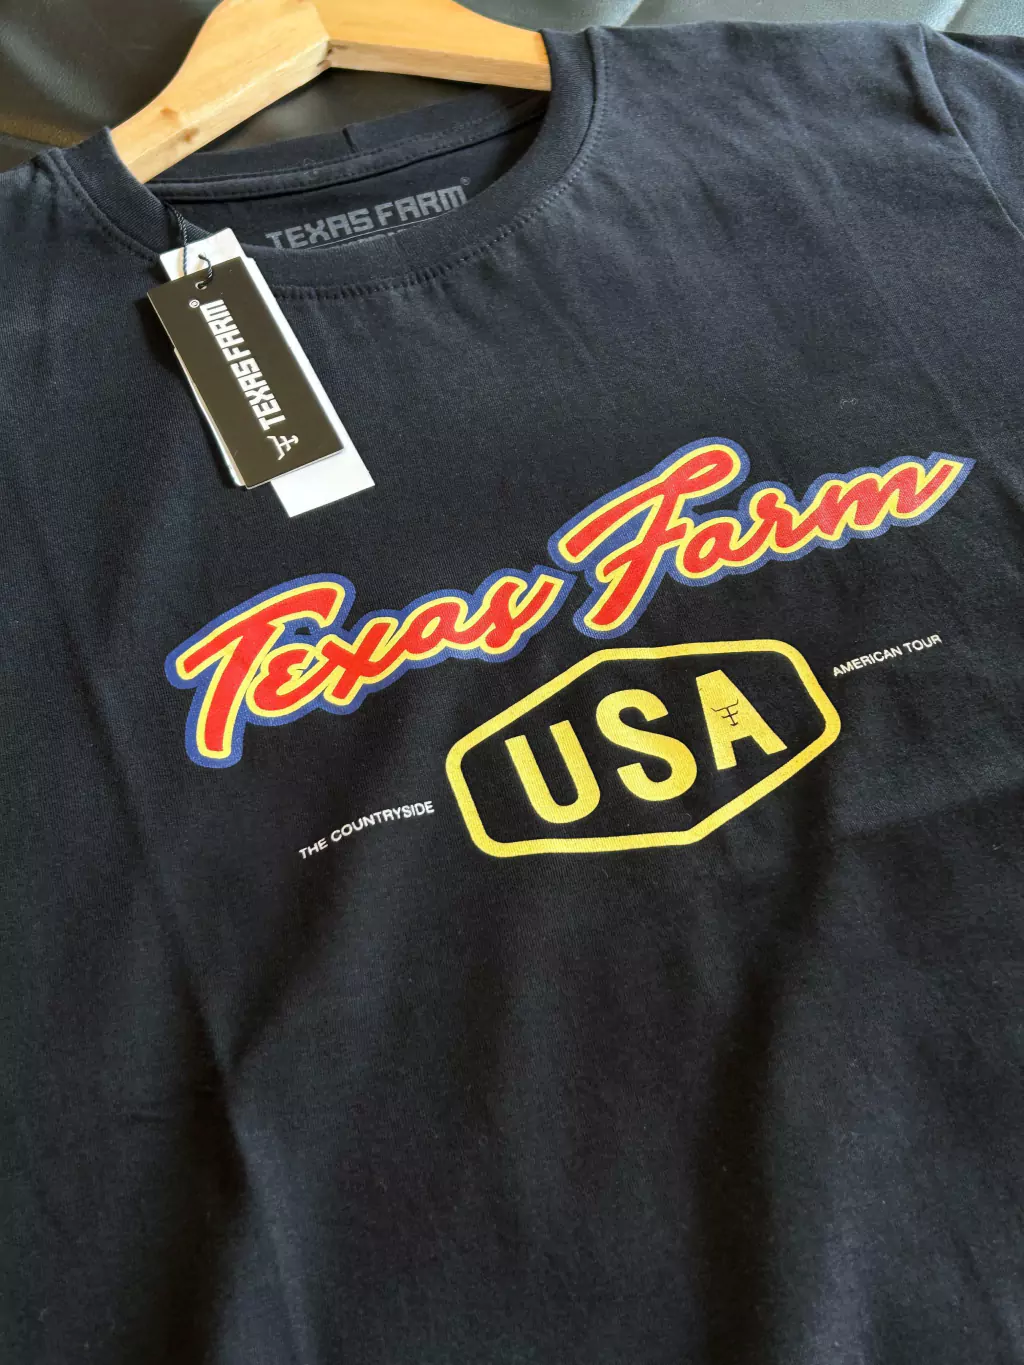 TEXAS FARM®
TEXAS FARM®
Texas Farm
USA
AMERICAN TOUR
THE COUNTRYSIDE